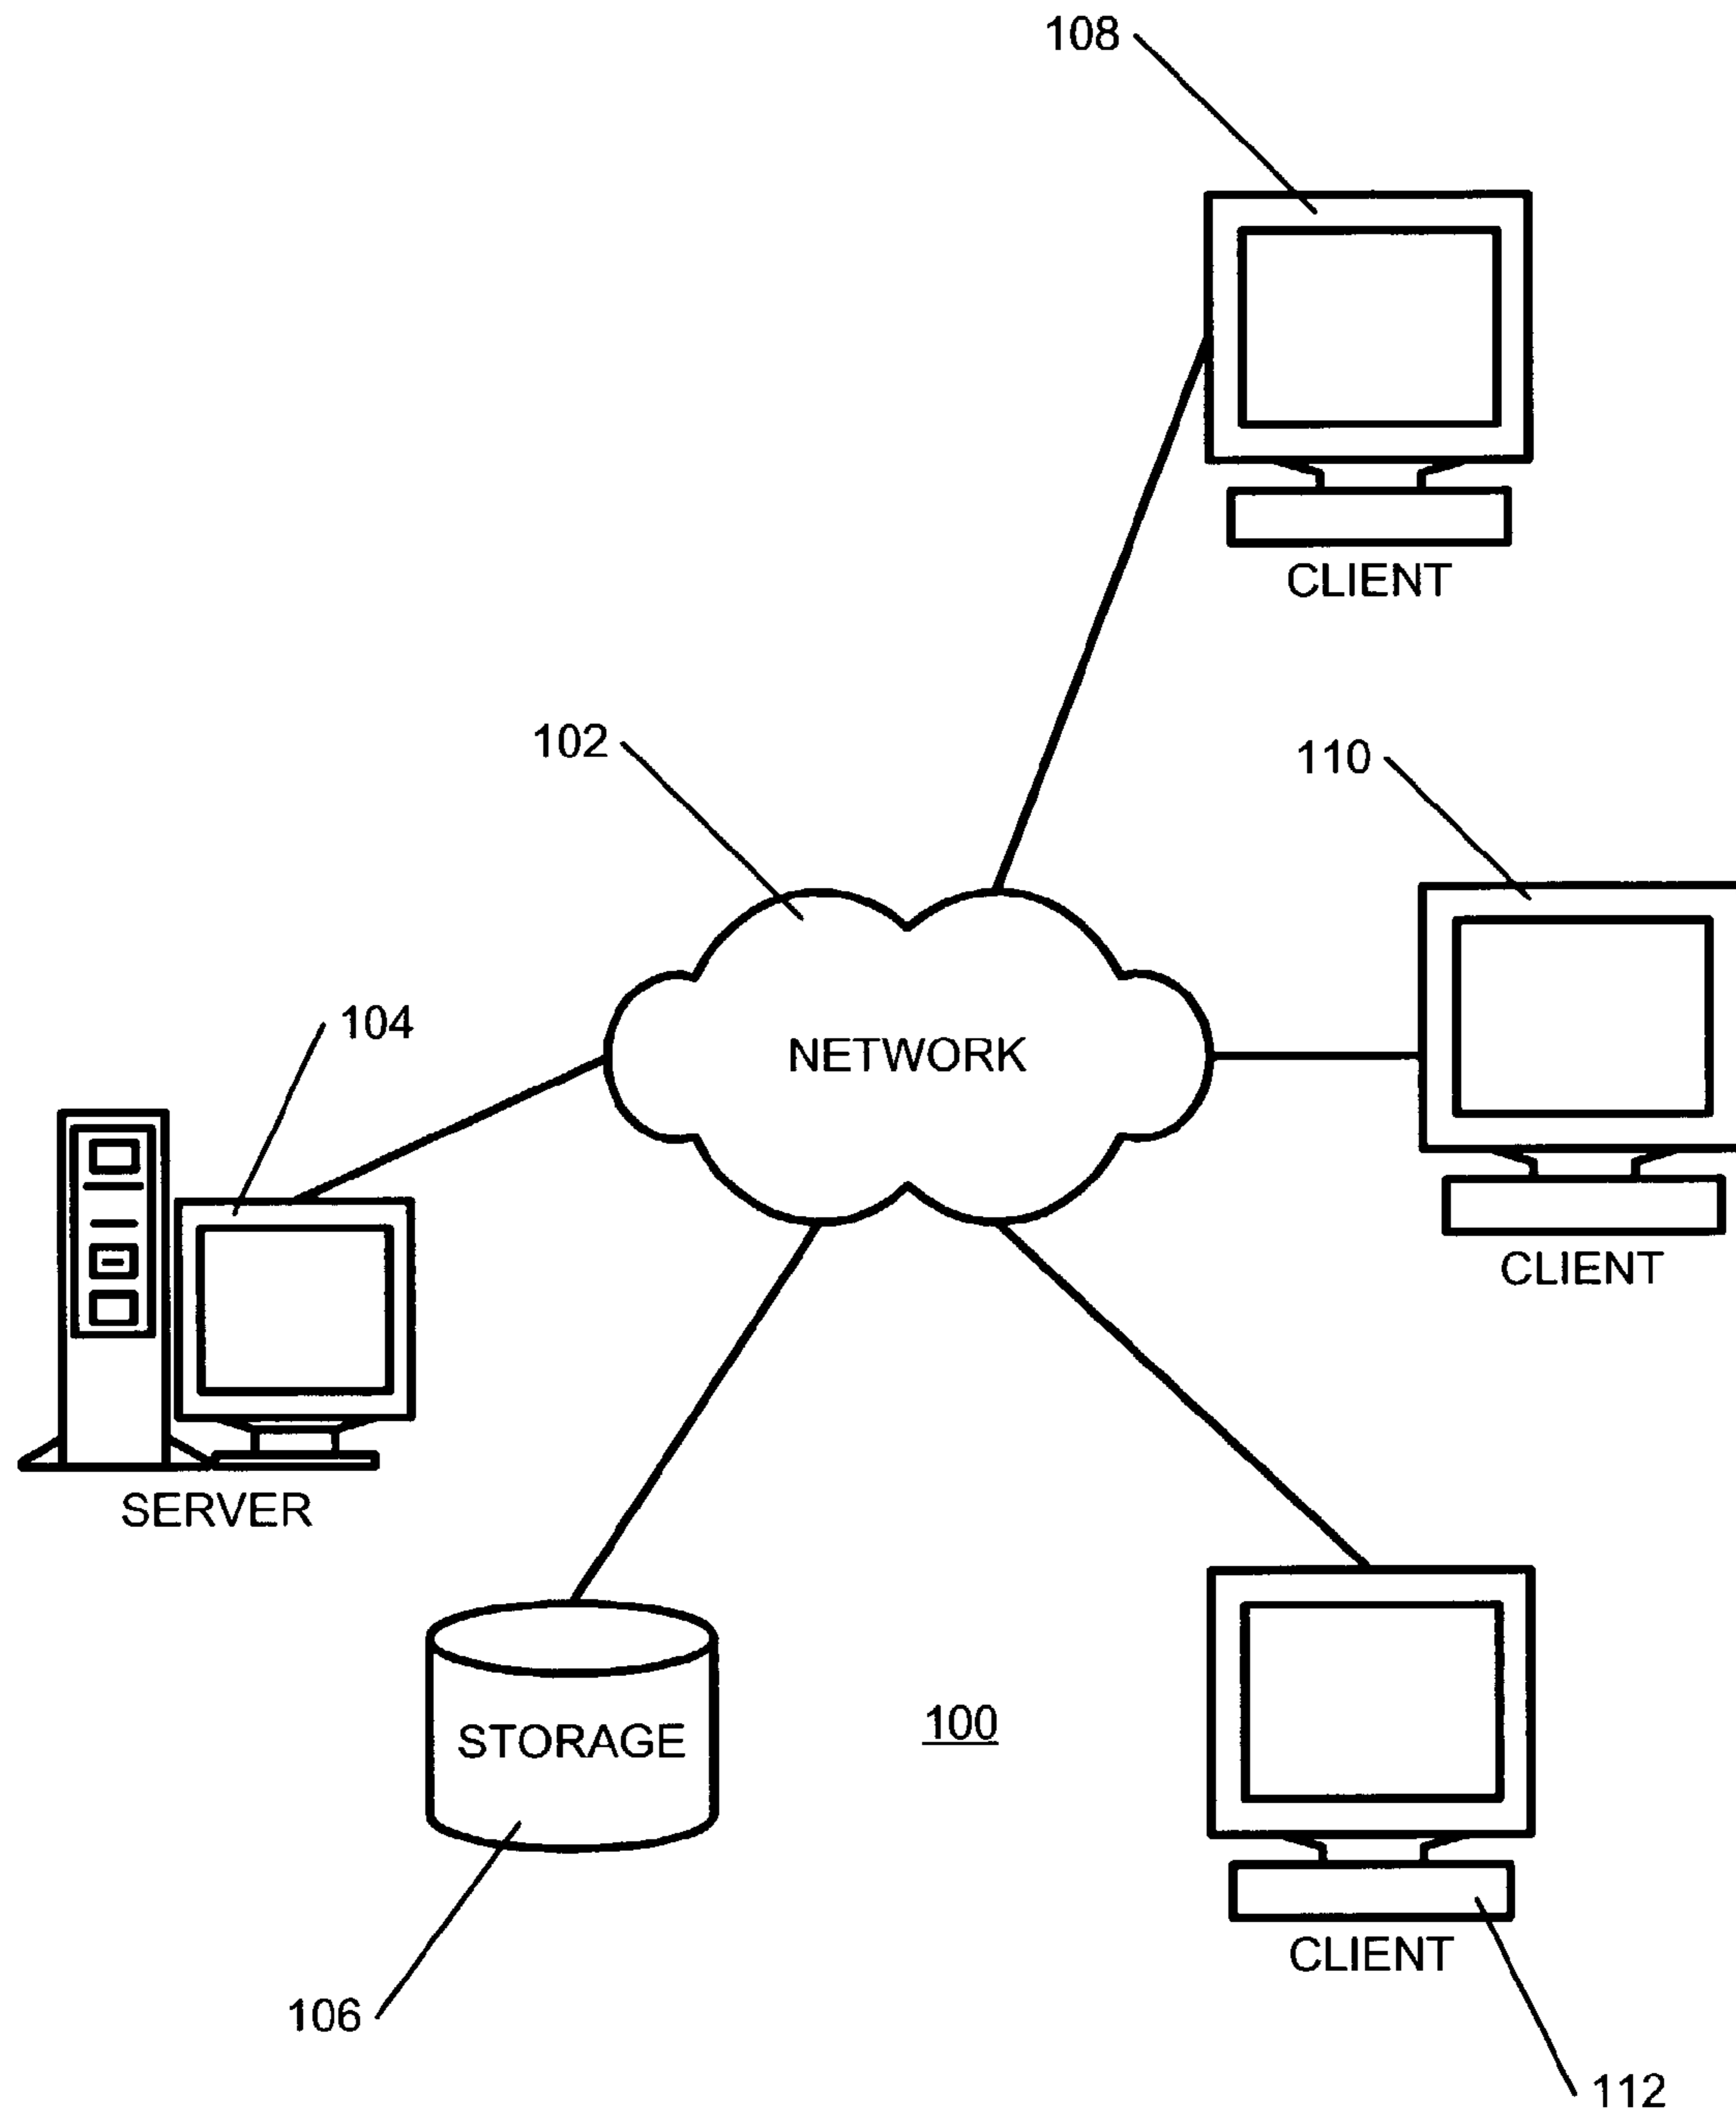 108
CLIENT
102
110
104
NETWORK
CLIENT
SERVER
STORAGE
100
CLIENT
106
112